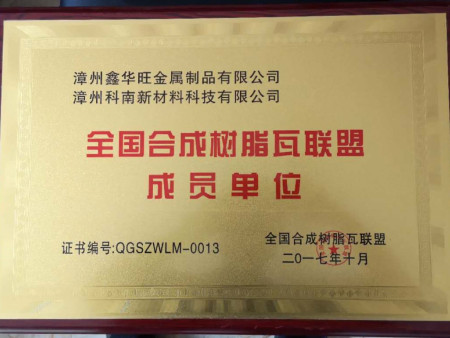 漳州鑫华旺金属制品有限公司
漳州科南新材料科技有限公司
全国合成树脂瓦联盟
成员单位
证书编号:QGSZWLM-0013
全国合成树脂瓦联盟
二〇一七年十月